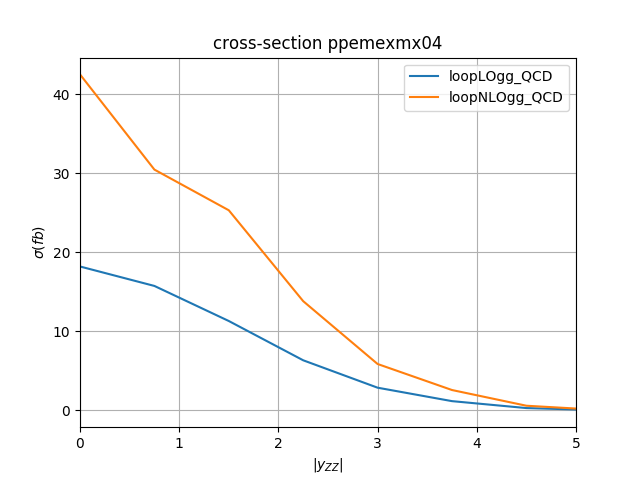 cross-section ppemexmx04
loopLOgg_QCD
loopNLOgg_QCD
40
30
20
10
0
σ(fb)
0 1 2 3 4 5
|yZZ|